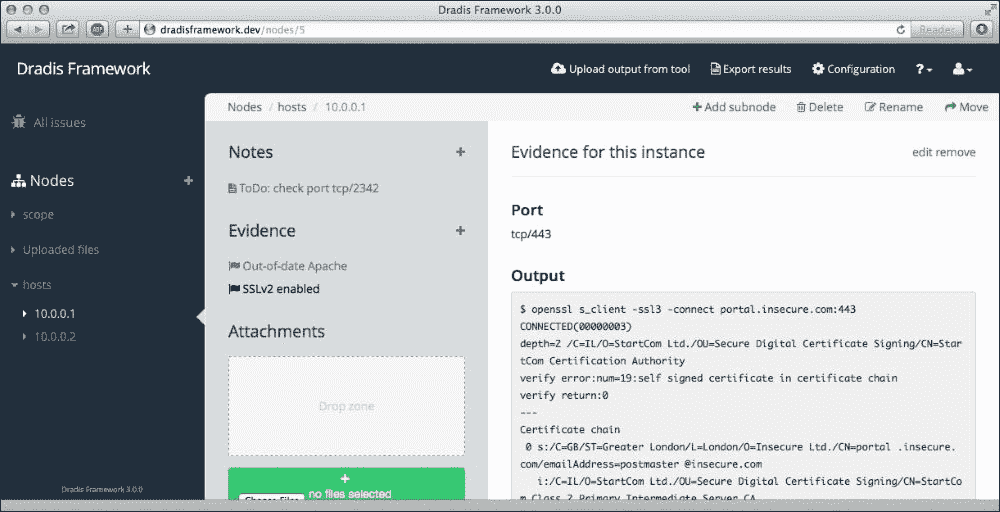 Dradis Framework 3.0.0
ABP
dradisframework.dev/nodes/5
Reader
Dradis Framework
Upload output from tool
Export results
Configuration
?
All issues
Nodes
+
scope
Uploaded files
hosts
10.0.0.1
10.0.0.2
Dradis Framework 3.0.0
Nodes / hosts / 10.0.0.1
+ Add subnode
Delete
Rename
Move
Notes
+
ToDo: check port tcp/2342
Evidence
+
Out-of-date Apache
SSLv2 enabled
Attachments
Drop zone
+
Choose Files
no files selected
Evidence for this instance
edit remove
Port
tcp/443
Output
$ openssl s_client -ssl3 -connect portal.insecure.com:443
CONNECTED(00000003)
depth=2 /C=IL/O=StartCom Ltd./OU=Secure Digital Certificate Signing/CN=Star
tCom Certification Authority
verify error:num=19:self signed certificate in certificate chain
verify return:0
---
Certificate chain
0 s:/C=GB/ST=Greater London/L=London/O=Insecure Ltd./CN=portal .insecure.
com/emailAddress=postmaster @insecure.com
i:/C=IL/O=StartCom Ltd./OU=Secure Digital Certificate Signing/CN=StartCo
m Class 2 Primary Intermediate Server CA